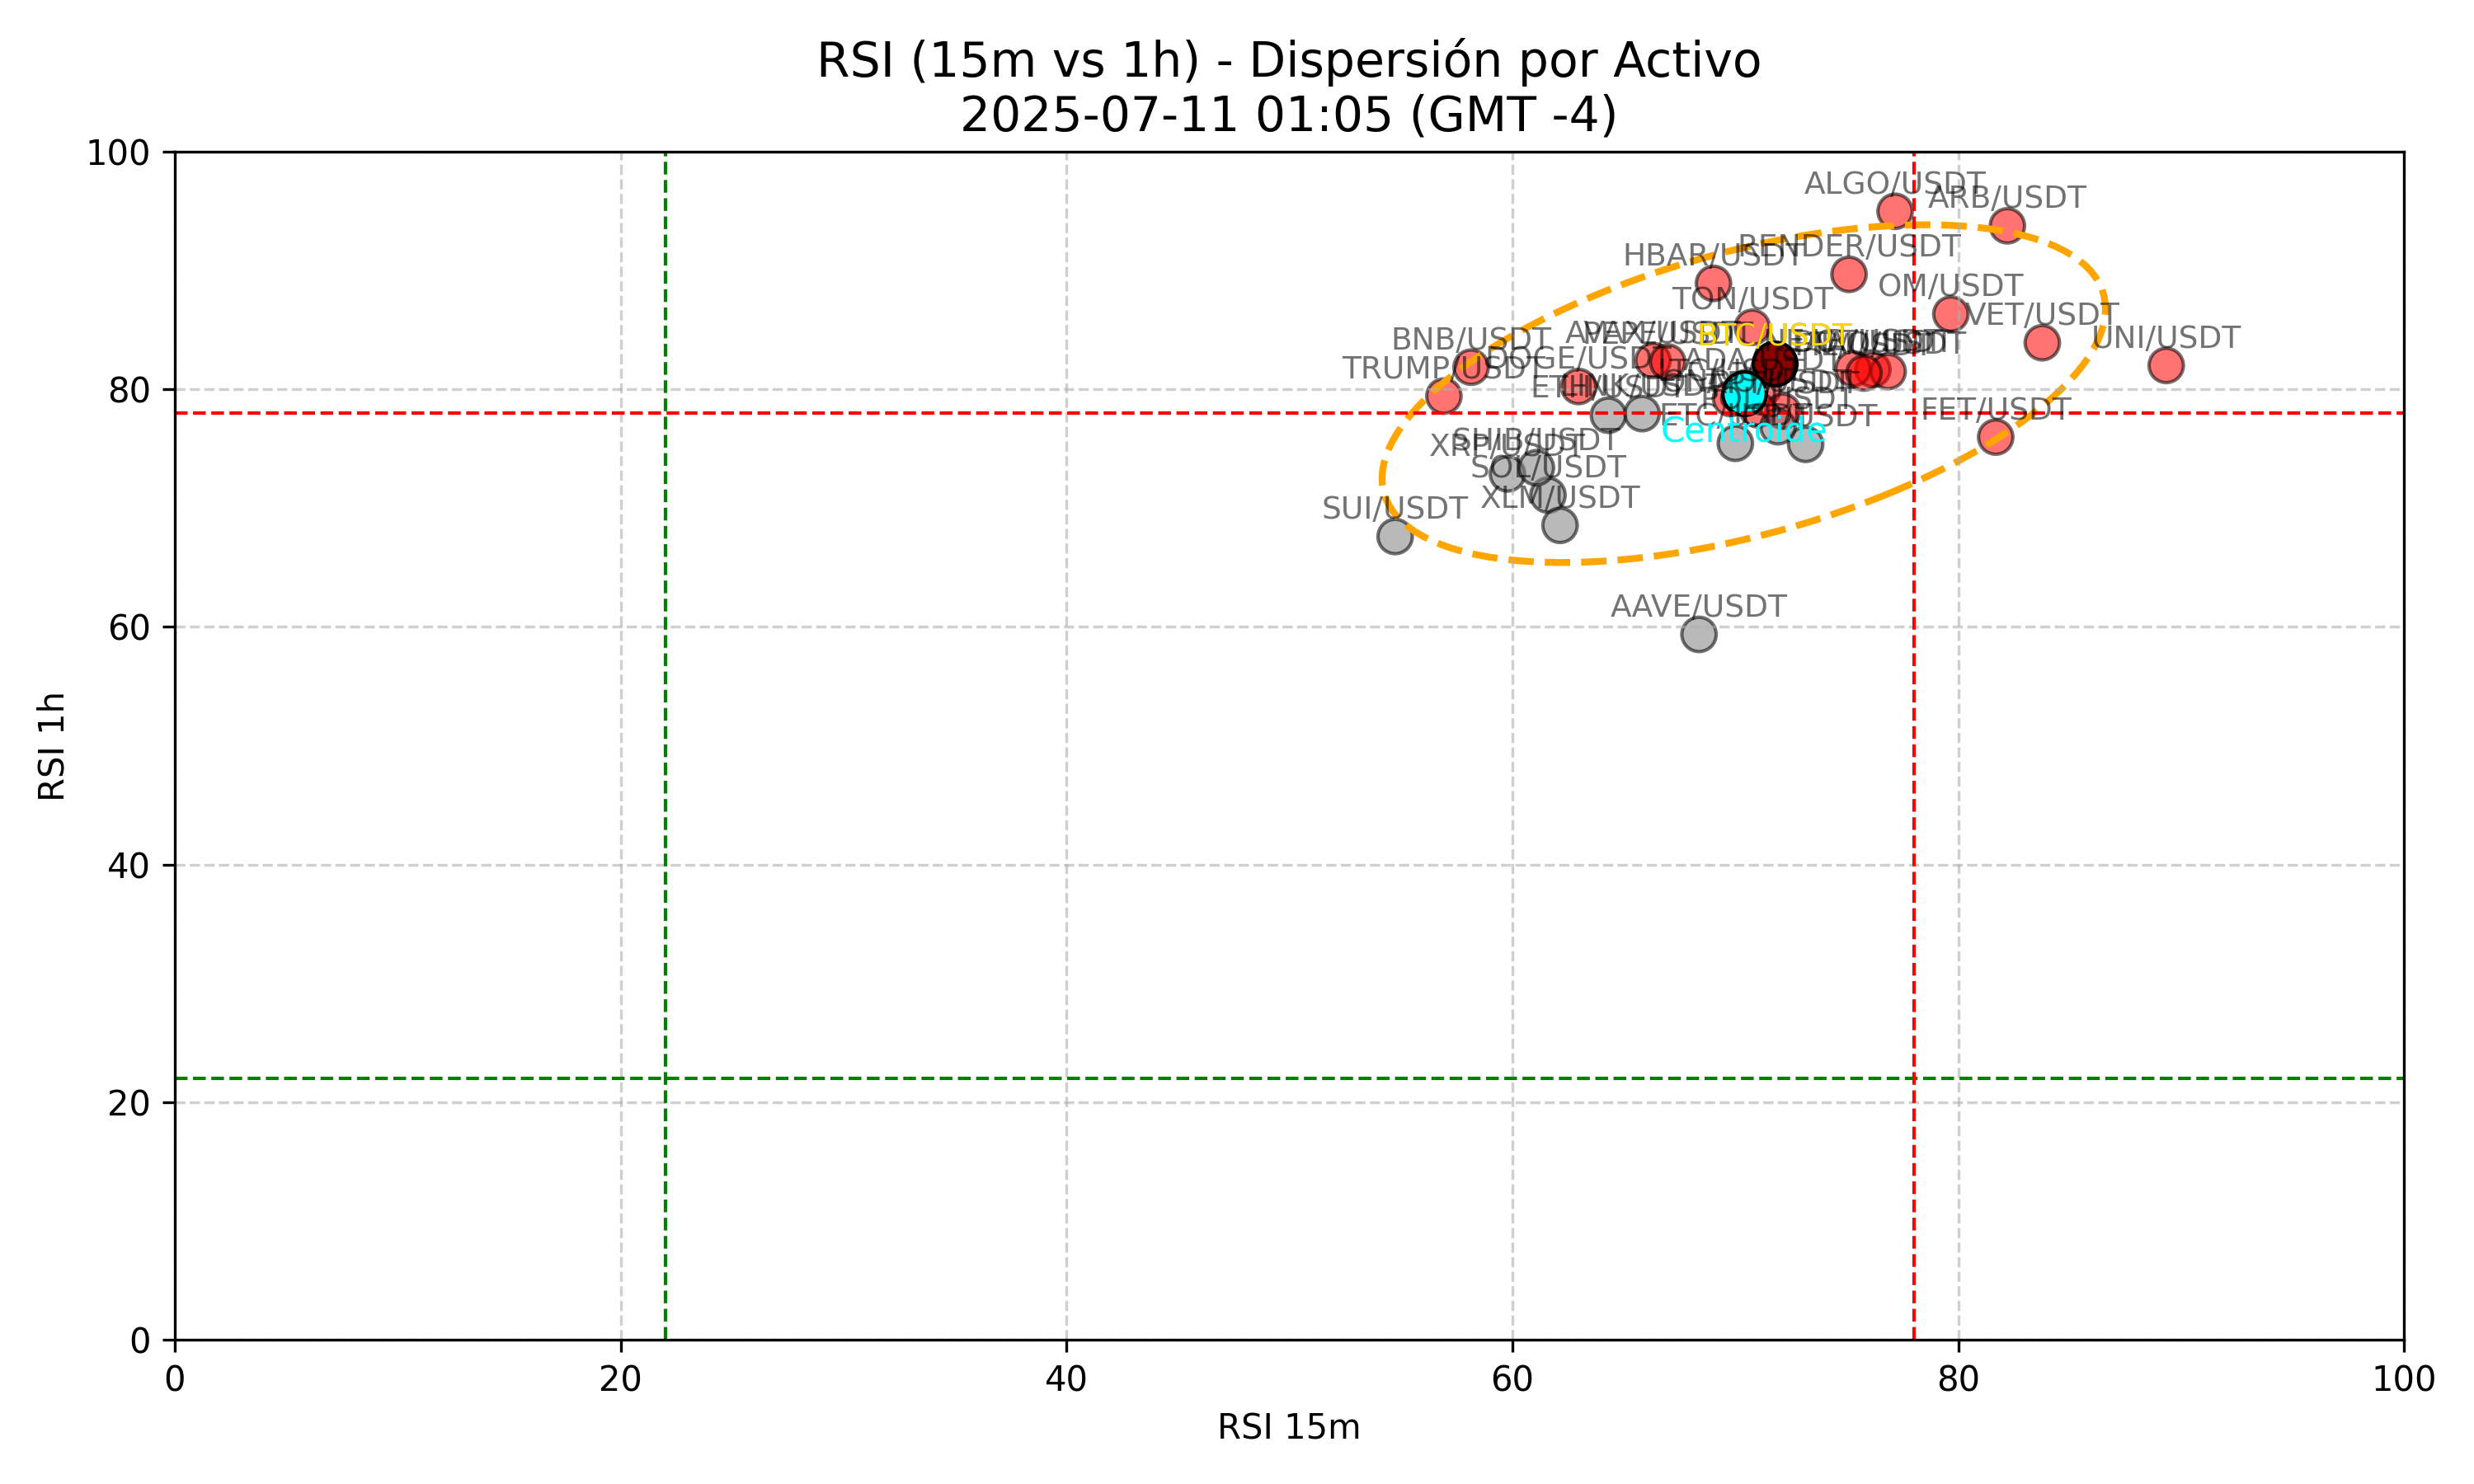 RSI (15m vs 1h) - Dispersión por Activo
2025-07-11 01:05 (GMT -4)
RSI 1h
100
80
60
40
20
0
ALGO/USDT
ARB/USDT
RENDER/USDT
HBAR/USDT
OM/USDT
TON/USDT
VET/USDT
UNI/USDT
BNB/USDT
AVAX/USDT
PEPE/USDT
BTC/USDT
TRUMP/USDT
DOGE/USDT
ADA
ETH/USDT
FET/USDT
ETC/USDT
Centroide
SHIB/USDT
XRP/USDT
SOL/USDT
XLM/USDT
SUI/USDT
AAVE/USDT
0
20
40
60
80
100
RSI 15m